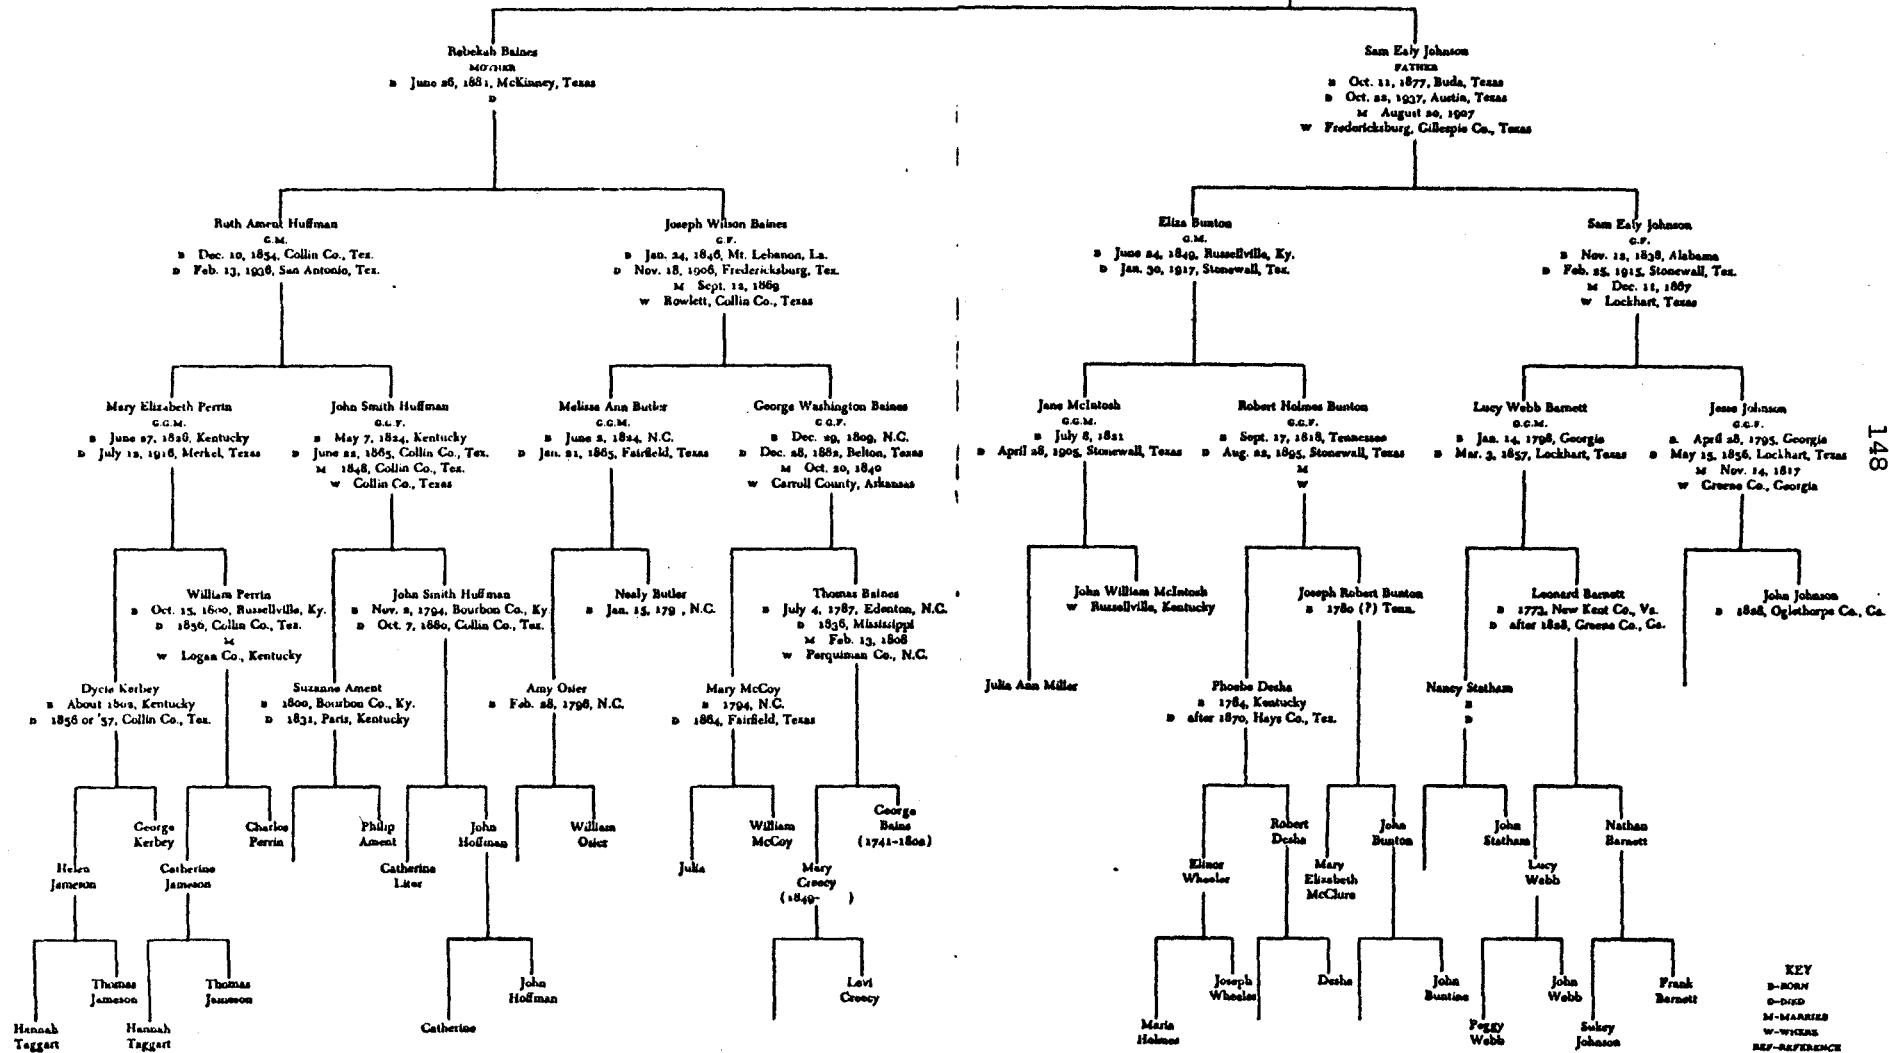 Rebekah Baines
MOTHER
B June 26, 1881, McKinney, Texas
D
Sam Ealy Johnson
FATHER
B Oct. 11, 1877, Buda, Texas
D Oct. 22, 1937, Austin, Texas
M August 20, 1907
W Fredericksburg, Gillespie Co., Texas
Ruth Ament Huffman
G.M.
B Dec. 10, 1854, Collin Co., Tex.
D Feb. 13, 1936, San Antonio, Tex.
Joseph Wilson Baines
G.F.
B Jan. 24, 1846, Mt. Lebanon, La.
D Nov. 18, 1906, Fredericksburg, Tex.
M Sept. 12, 1869
W Rowlett, Collin Co., Texas
Eliza Bunton
G.M.
B June 24, 1849, Russellville, Ky.
D Jan. 30, 1917, Stonewall, Tex.
Sam Ealy Johnson
G.F.
B Nov. 12, 1838, Alabama
D Feb. 25, 1915, Stonewall, Tex.
M Dec. 11, 1867
W Lockhart, Texas
Mary Elizabeth Perrin
G.G.M.
B June 27, 1826, Kentucky
D July 12, 1916, Merkel, Texas
John Smith Huffman
G.G.F.
B May 7, 1824, Kentucky
D June 22, 1865, Collin Co., Tex.
M 1848, Collin Co., Tex.
W Collin Co., Texas
Melissa Ann Butler
G.G.M.
B June 2, 1824, N.C.
D Jan. 21, 1865, Fairfield, Texas
George Washington Baines
G.G.F.
B Dec. 29, 1809, N.C.
D Dec. 28, 1882, Belton, Texas
M Oct. 20, 1840
W Carroll County, Arkansas
Jane McIntosh
G.G.M.
B July 8, 1821
D April 28, 1905, Stonewall, Texas
Robert Holmes Bunton
G.G.F.
B Sept. 17, 1818, Tennessee
D Aug. 22, 1895, Stonewall, Texas
M
W
Lucy Webb Barnett
G.G.M.
B Jan. 14, 1798, Georgia
D Mar. 3, 1857, Lockhart, Texas
Jesse Johnson
G.G.F.
B. April 28, 1795, Georgia
D May 15, 1856, Lockhart, Texas
M Nov. 14, 1817
W Greene Co., Georgia
148
William Perrin
B Oct. 15, 1800, Russellville, Ky.
D 1856, Collin Co., Tex.
M
W Logan Co., Kentucky
John Smith Huffman
B Nov. 2, 1794, Bourbon Co., Ky
D Oct. 7, 1880, Collin Co., Tex.
Nealy Butler
B Jan. 15, 179 , N.C.
Thomas Baines
B July 4, 1787, Edenton, N.C.
D 1836, Mississippi
M Feb. 13, 1808
W Perquiman Co., N.C.
John William McIntosh
W Russellville, Kentucky
Joseph Robert Bunton
B 1780 (?) Tenn.
Leonard Barnett
B 1773, New Kent Co., Va.
D after 1828, Greene Co., Ga.
John Johnson
D 1828, Oglethorpe Co., Ga.
Dycie Kerbey
B About 1802, Kentucky
D 1856 or '57, Collin Co., Tex.
Suzanne Ament
B 1800, Bourbon Co., Ky.
D 1831, Paris, Kentucky
Amy Osier
B Feb. 28, 1798, N.C.
Mary McCoy
B 1794, N.C.
D 1864, Fairfield, Texas
Julia Ann Miller
Phoebe Desha
B 1784, Kentucky
D after 1870, Hays Co., Tex.
Nancy Statham
B
D
George
Kerbey
Charles
Perrin
Philip
Ament
John
Hoffman
William
Osier
William
McCoy
George
Bains
(1741-1802)
Robert
Desha
John
Bunton
John
Statham
Nathan
Barnett
Helen
Jameson
Catherine
Jameson
Catherine
Liter
Julia
Mary
Creecy
(1849- )
Elinor
Wheeler
Mary
Elizabeth
McClure
Lucy
Webb
Thomas
Jameson
Thomas
Jameson
John
Hoffman
Levi
Creecy
Joseph
Wheeler
Desha
John
Buntine
John
Webb
Frank
Barnett
Hannah
Taggart
Hannah
Taggart
Catherine
Maria
Holmes
Peggy
Webb
Sukey
Johnson
KEY
B-BORN
D-DIED
M-MARRIED
W-WHERE
REF-REFERENCE